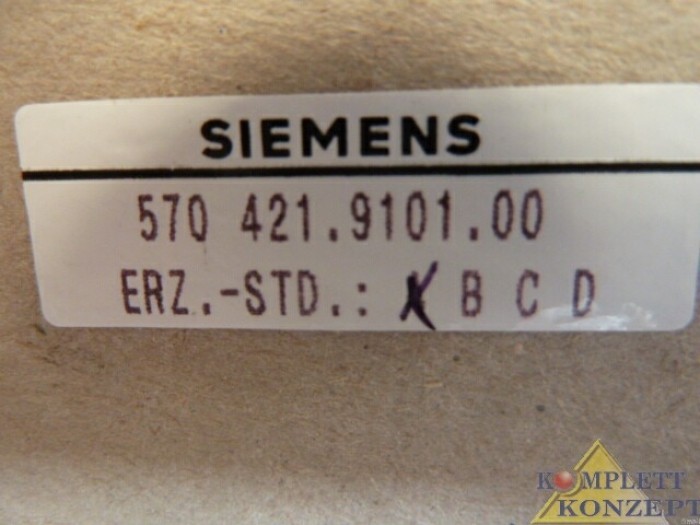 SIEMENS
570 421.9101.00
ERZ.-STD.: A B C D
KOMPLETT
KONZEPT